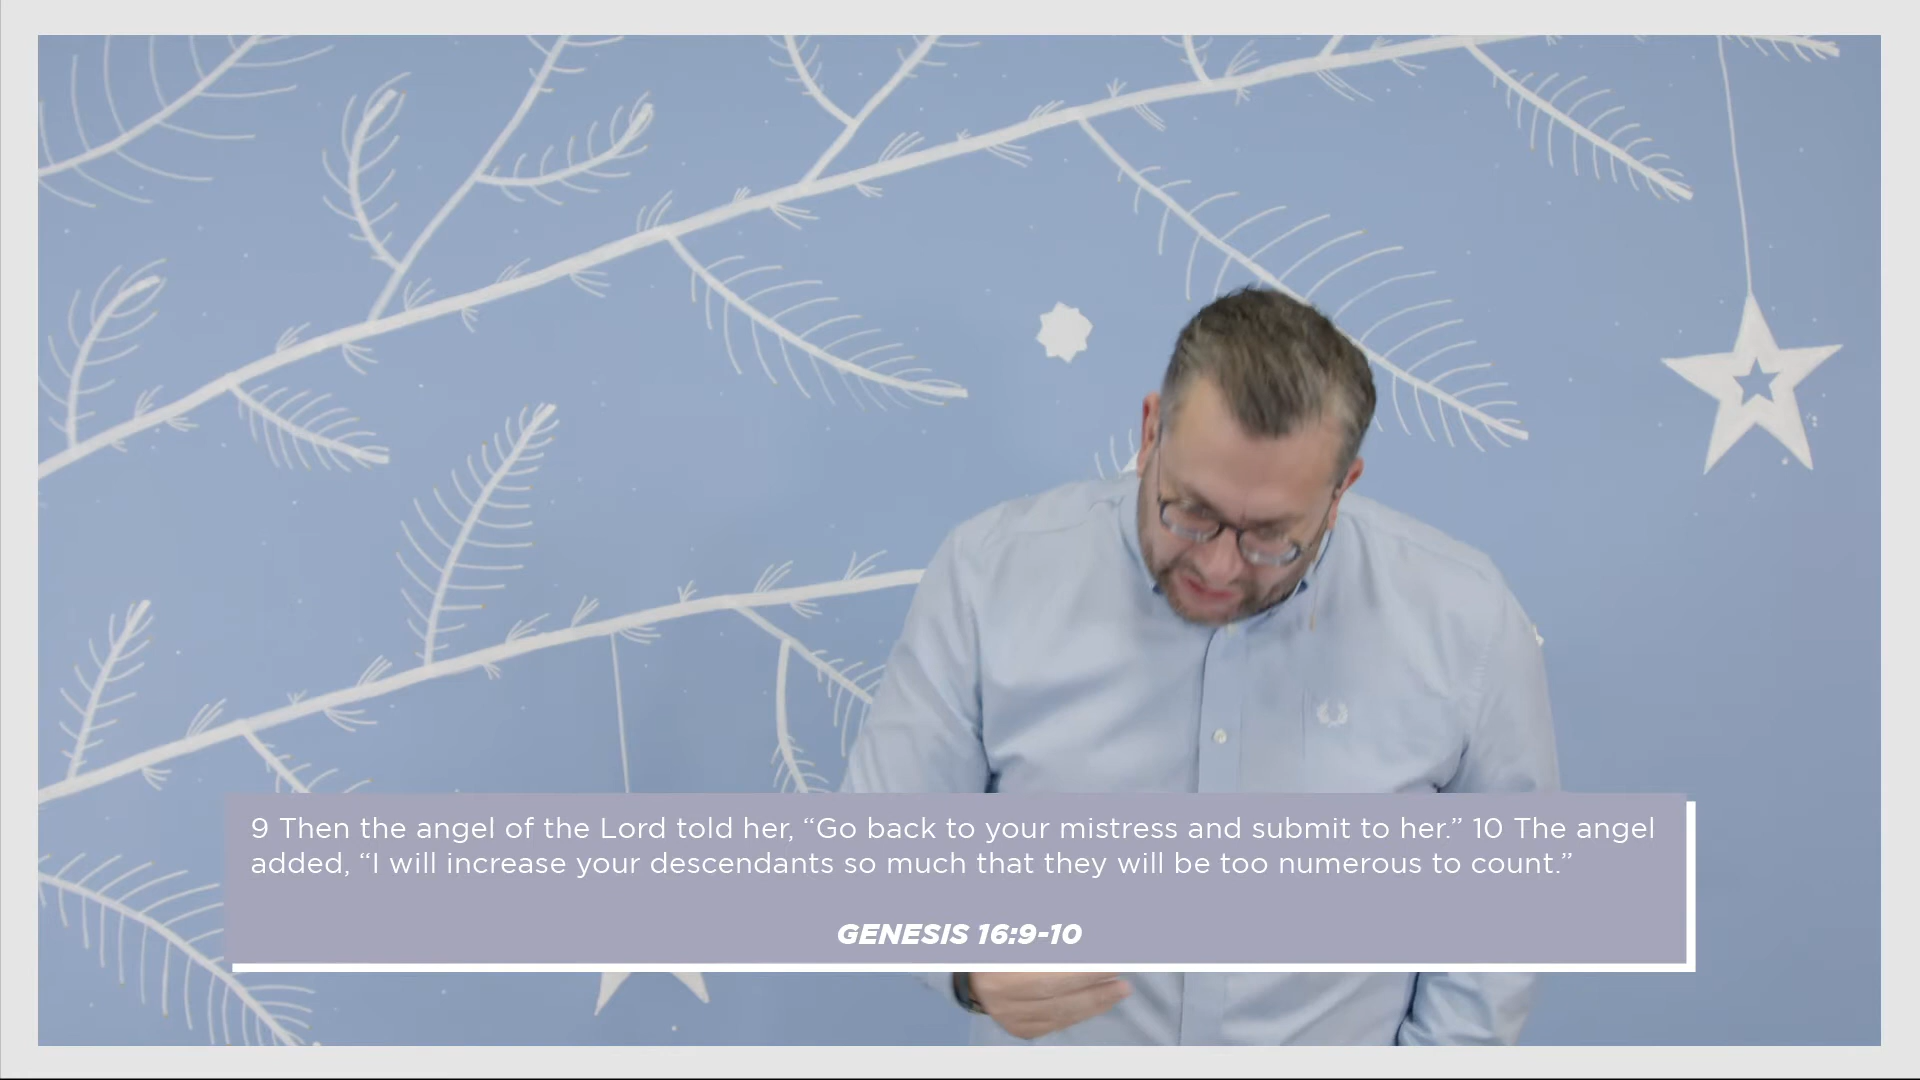 9 Then the angel of the Lord told her, “Go back to your mistress and submit to her.” 10 The angel
added, “I will increase your descendants so much that they will be too numerous to count.”
GENESIS 16:9-10